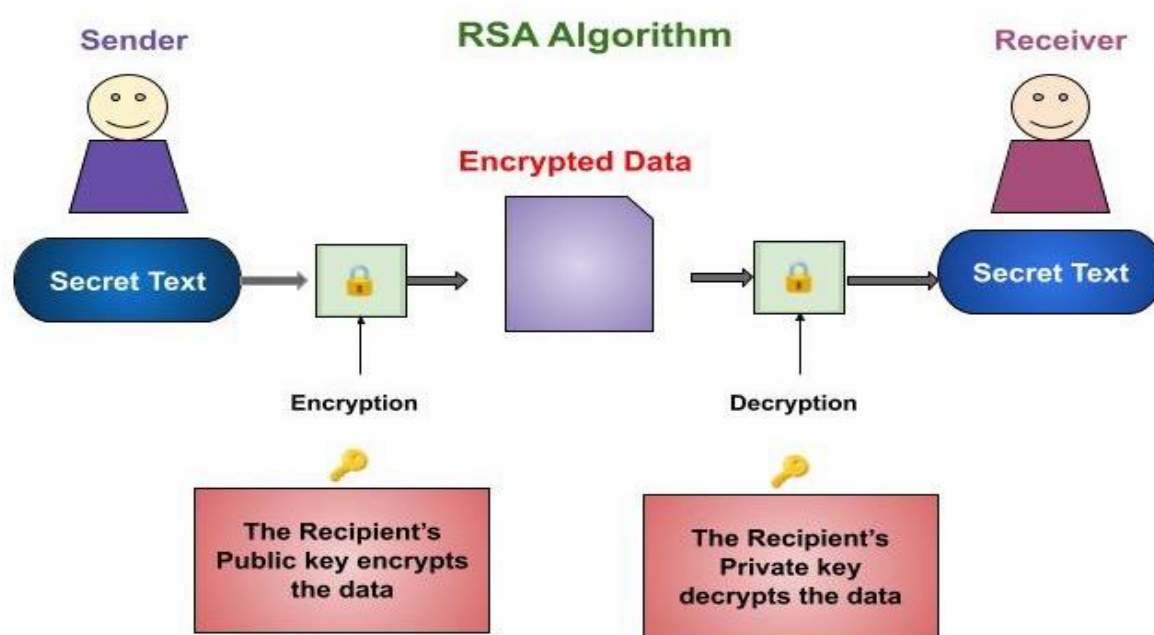 Sender
RSA Algorithm
Receiver
Encrypted Data
Secret Text
Secret Text
Encryption
Decryption
The Recipient’s
Public key encrypts
the data
The Recipient’s
Private key
decrypts the data